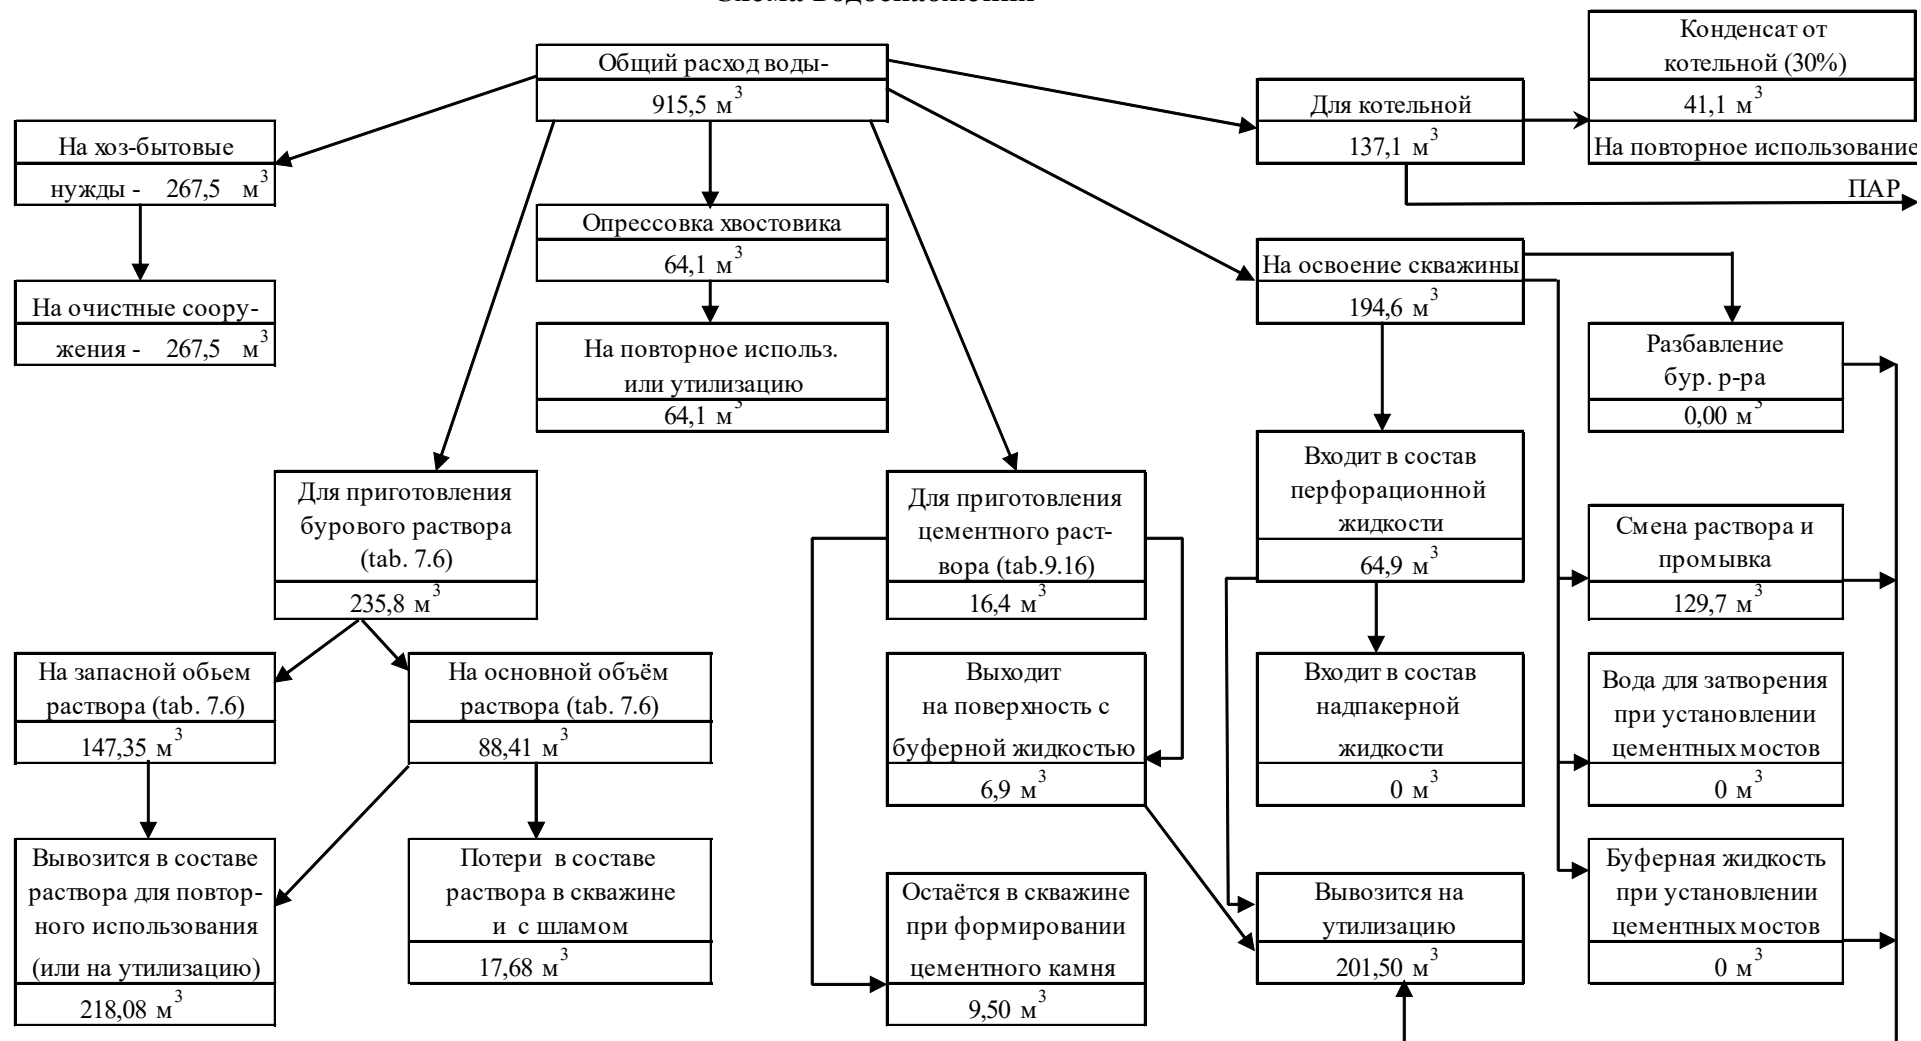 Схема водоснабжения
Общий расход воды-
915,5 м3
На хоз-бытовые
нужды - 267,5 м3
На очистные соору-
жения - 267,5 м3
Опрессовка хвостовика
64,1 м3
На повторное использ.
или утилизацию
64,1 м3
Для котельной
137,1 м3
Конденсат от
котельной (30%)
41,1 м3
На повторное использование
ПАР
На освоение скважины
194,6 м3
Разбавление
бур. р-ра
0,00 м3
Для приготовления
бурового раствора
(tab. 7.6)
235,8 м3
Для приготовления
цементного раст-
вора (tab.9.16)
16,4 м3
Входит в состав
перфорационной
жидкости
64,9 м3
Смена раствора и
промывка
129,7 м3
На запасной обьем
раствора (tab. 7.6)
147,35 м3
На основной объём
раствора (tab. 7.6)
88,41 м3
Выходит
на поверхность с
буферной жидкостью
6,9 м3
Входит в состав
надпакерной
жидкости
0 м3
Вода для затворения
при установлении
цементных мостов
0 м3
Вывозится в составе
раствора для повтор-
ного использования
(или на утилизацию)
218,08 м3
Потери в составе
раствора в скважине
и с шламом
17,68 м3
Остаётся в скважине
при формировании
цементного камня
9,50 м3
Вывозится на
утилизацию
201,50 м3
Буферная жидкость
при установлении
цементных мостов
0 м3